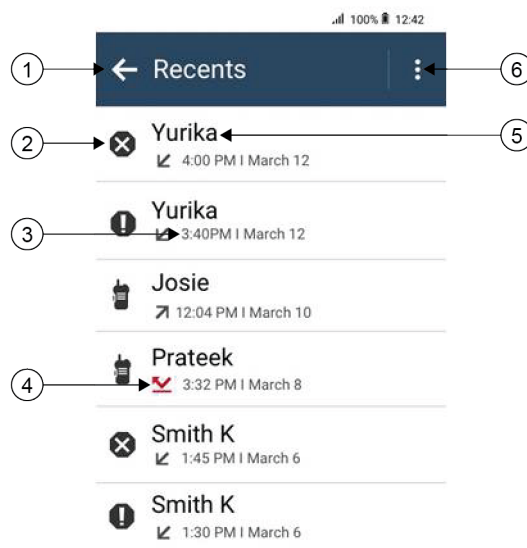 100% 12:42
1 Recents 6
2 Yurika 5
4:00 PM I March 12
Yurika
3 3:40PM I March 12
Josie
12:04 PM I March 10
Prateek
4 3:32 PM I March 8
Smith K
1:45 PM I March 6
Smith K
1:30 PM I March 6